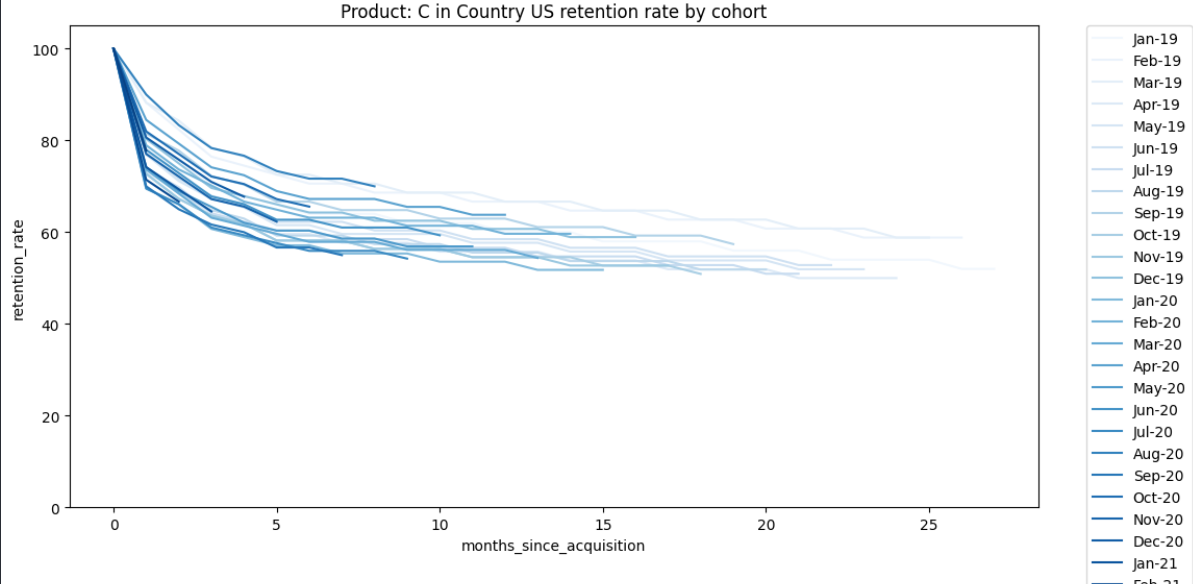 Product: C in Country US retention rate by cohort
100
80
60
40
20
0
retention_rate
0 5 10 15 20 25
months_since_acquisition
Jan-19
Feb-19
Mar-19
Apr-19
May-19
Jun-19
Jul-19
Aug-19
Sep-19
Oct-19
Nov-19
Dec-19
Jan-20
Feb-20
Mar-20
Apr-20
May-20
Jun-20
Jul-20
Aug-20
Sep-20
Oct-20
Nov-20
Dec-20
Jan-21